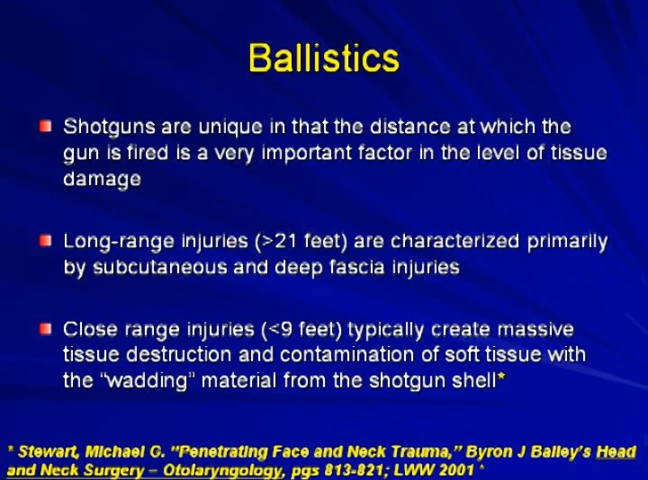 Ballistics
Shotguns are unique in that the distance at which the
gun is fired is a very important factor in the level of tissue
damage
Long-range injuries (>21 feet) are characterized primarily
by subcutaneous and deep fascia injuries
Close range injuries (<9 feet) typically create massive
tissue destruction and contamination of soft tissue with
the “wadding” material from the shotgun shell*
* Stewart, Michael G. “Penetrating Face and Neck Trauma,” Byron J Bailey’s Head
and Neck Surgery – Otolaryngology, pgs 813-821; LWW 2001 *